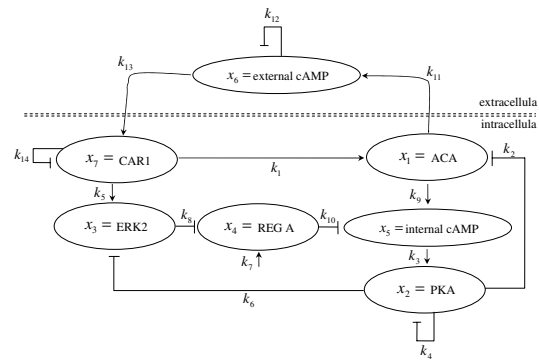 k12
k13
x6 = external cAMP
k11
extracellula
intracellula
k14
x7 = CAR1
k1
x1 = ACA
k2
k5
k9
x3 = ERK2
k8
x4 = REG A
k10
x5 = internal cAMP
k7
k3
k6
x2 = PKA
k4